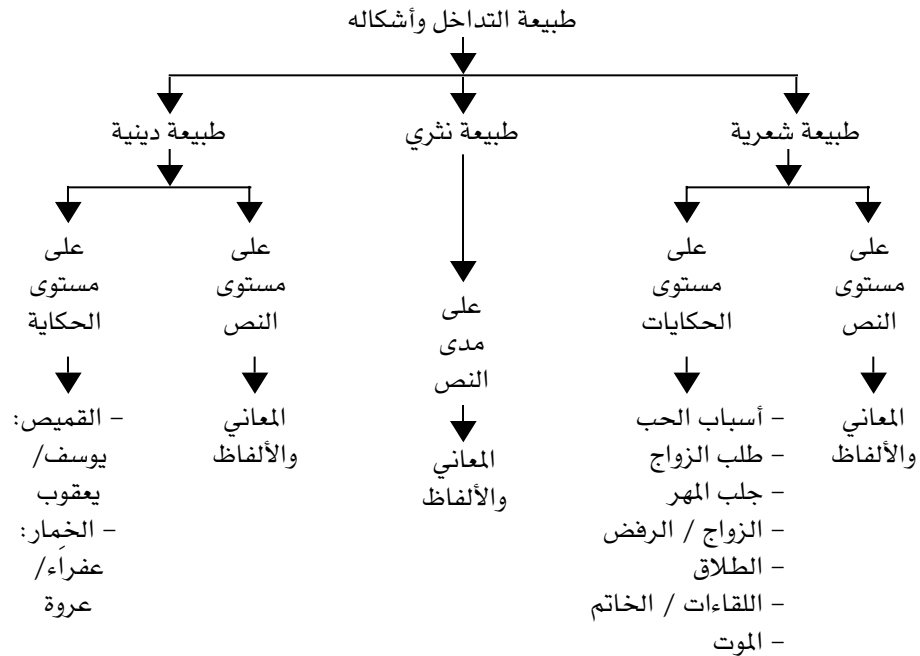 طبيعة التداخل وأشكاله
طبيعة شعرية
طبيعة نثري
طبيعة دينية
على
مستوى
النص
المعاني
والألفاظ
على
مستوى
الحكايات
– أسباب الحب
– طلب الزواج
– جلب المهر
– الزواج / الرفض
– الطلاق
– اللقاءات / الخاتم
– الموت
على
مدى
النص
المعاني
والألفاظ
على
مستوى
النص
المعاني
والألفاظ
على
مستوى
الحكاية
– القميص:
يوسف/
يعقوب
– الخمار:
عفراَء/
عروة